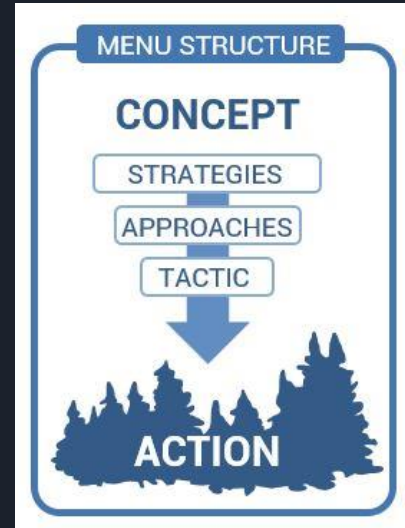 MENU STRUCTURE
CONCEPT
STRATEGIES
APPROACHES
TACTIC
ACTION